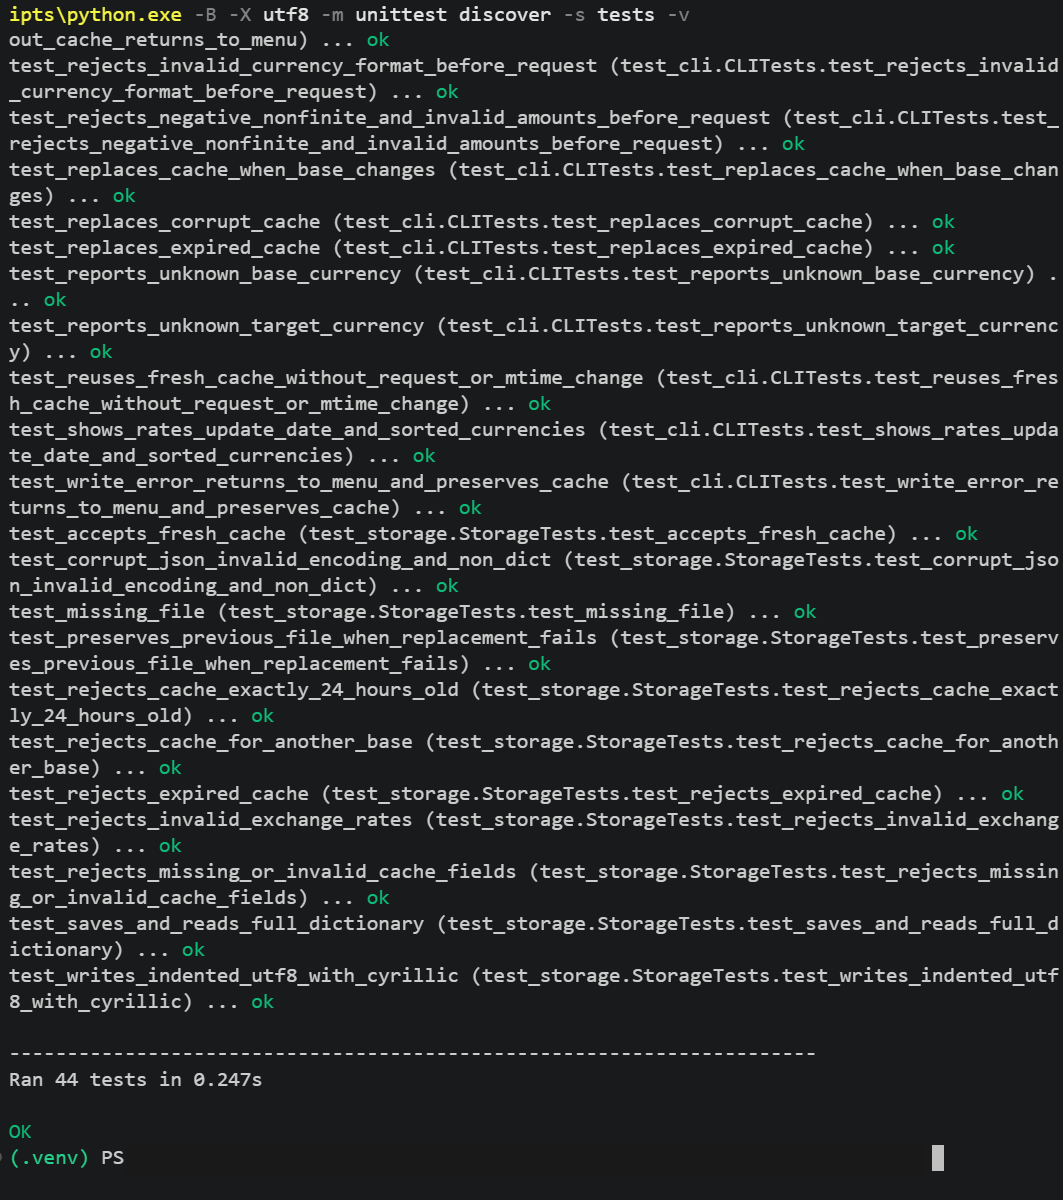 ipts\python.exe -B -X utf8 -m unittest discover -s tests -v
out_cache_returns_to_menu) ... ok
test_rejects_invalid_currency_format_before_request (test_cli.CLITests.test_rejects_invalid
_currency_format_before_request) ... ok
test_rejects_negative_nonfinite_and_invalid_amounts_before_request (test_cli.CLITests.test_
rejects_negative_nonfinite_and_invalid_amounts_before_request) ... ok
test_replaces_cache_when_base_changes (test_cli.CLITests.test_replaces_cache_when_base_chan
ges) ... ok
test_replaces_corrupt_cache (test_cli.CLITests.test_replaces_corrupt_cache) ... ok
test_replaces_expired_cache (test_cli.CLITests.test_replaces_expired_cache) ... ok
test_reports_unknown_base_currency (test_cli.CLITests.test_reports_unknown_base_currency) .
.. ok
test_reports_unknown_target_currency (test_cli.CLITests.test_reports_unknown_target_currenc
y) ... ok
test_reuses_fresh_cache_without_request_or_mtime_change (test_cli.CLITests.test_reuses_fres
h_cache_without_request_or_mtime_change) ... ok
test_shows_rates_update_date_and_sorted_currencies (test_cli.CLITests.test_shows_rates_upda
te_date_and_sorted_currencies) ... ok
test_write_error_returns_to_menu_and_preserves_cache (test_cli.CLITests.test_write_error_re
turns_to_menu_and_preserves_cache) ... ok
test_accepts_fresh_cache (test_storage.StorageTests.test_accepts_fresh_cache) ... ok
test_corrupt_json_invalid_encoding_and_non_dict (test_storage.StorageTests.test_corrupt_jso
n_invalid_encoding_and_non_dict) ... ok
test_missing_file (test_storage.StorageTests.test_missing_file) ... ok
test_preserves_previous_file_when_replacement_fails (test_storage.StorageTests.test_preserv
es_previous_file_when_replacement_fails) ... ok
test_rejects_cache_exactly_24_hours_old (test_storage.StorageTests.test_rejects_cache_exact
ly_24_hours_old) ... ok
test_rejects_cache_for_another_base (test_storage.StorageTests.test_rejects_cache_for_anoth
er_base) ... ok
test_rejects_expired_cache (test_storage.StorageTests.test_rejects_expired_cache) ... ok
test_rejects_invalid_exchange_rates (test_storage.StorageTests.test_rejects_invalid_exchang
e_rates) ... ok
test_rejects_missing_or_invalid_cache_fields (test_storage.StorageTests.test_rejects_missin
g_or_invalid_cache_fields) ... ok
test_saves_and_reads_full_dictionary (test_storage.StorageTests.test_saves_and_reads_full_d
ictionary) ... ok
test_writes_indented_utf8_with_cyrillic (test_storage.StorageTests.test_writes_indented_utf
8_with_cyrillic) ... ok
----------------------------------------------------------------------
Ran 44 tests in 0.247s
OK
(.venv) PS